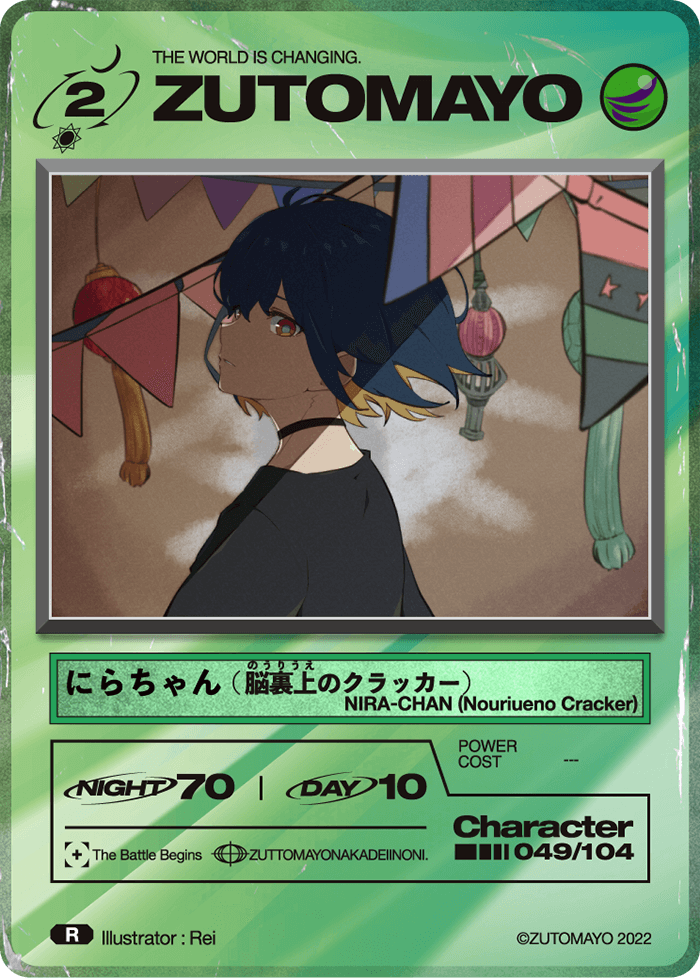 THE WORLD IS CHANGING.
2 ZUTOMAYO
のうりうえ
にらちゃん（脳裏上のクラッカー）
NIRA-CHAN (Nouriueno Cracker)
NIGHT 70 | DAY 10
POWER
COST ---
The Battle Begins ZUTTOMAYONAKADEIINONI.
Character
049/104
R Illustrator : Rei
©ZUTOMAYO 2022